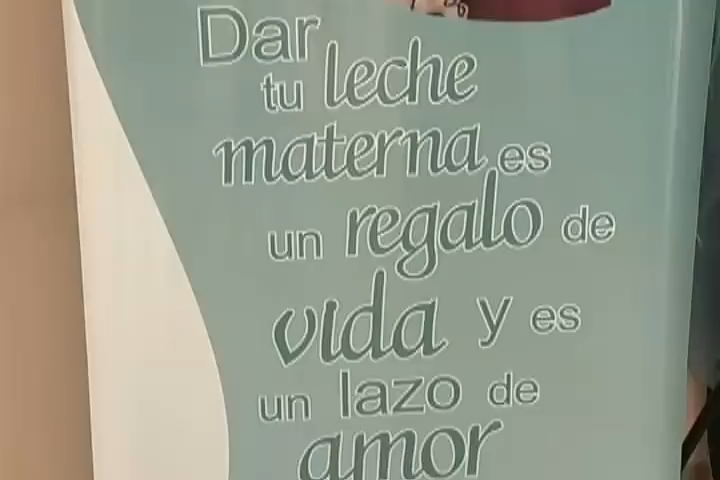 Dar
tu leche
materna es
un regalo de
vida y es
un lazo de
amor